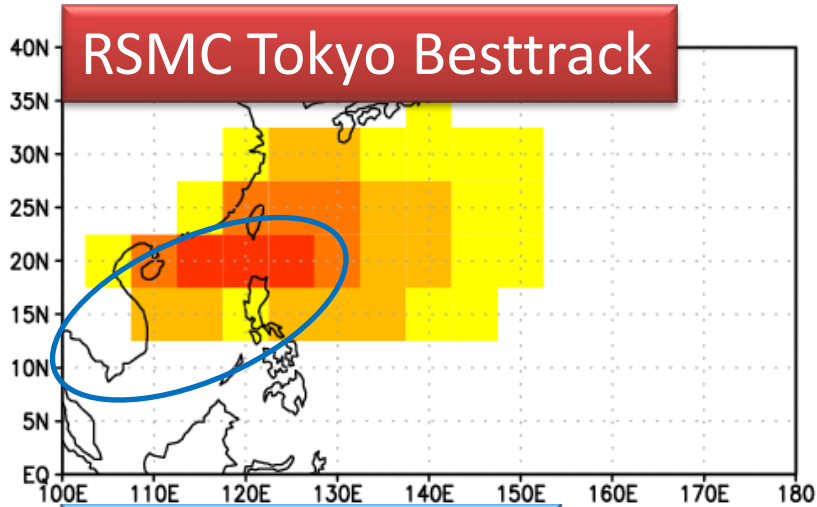 RSMC Tokyo Besttrack
40N
35N
30N
25N
20N
15N
10N
5N
EQ
100E 110E 120E 130E 140E 150E 160E 170E 180